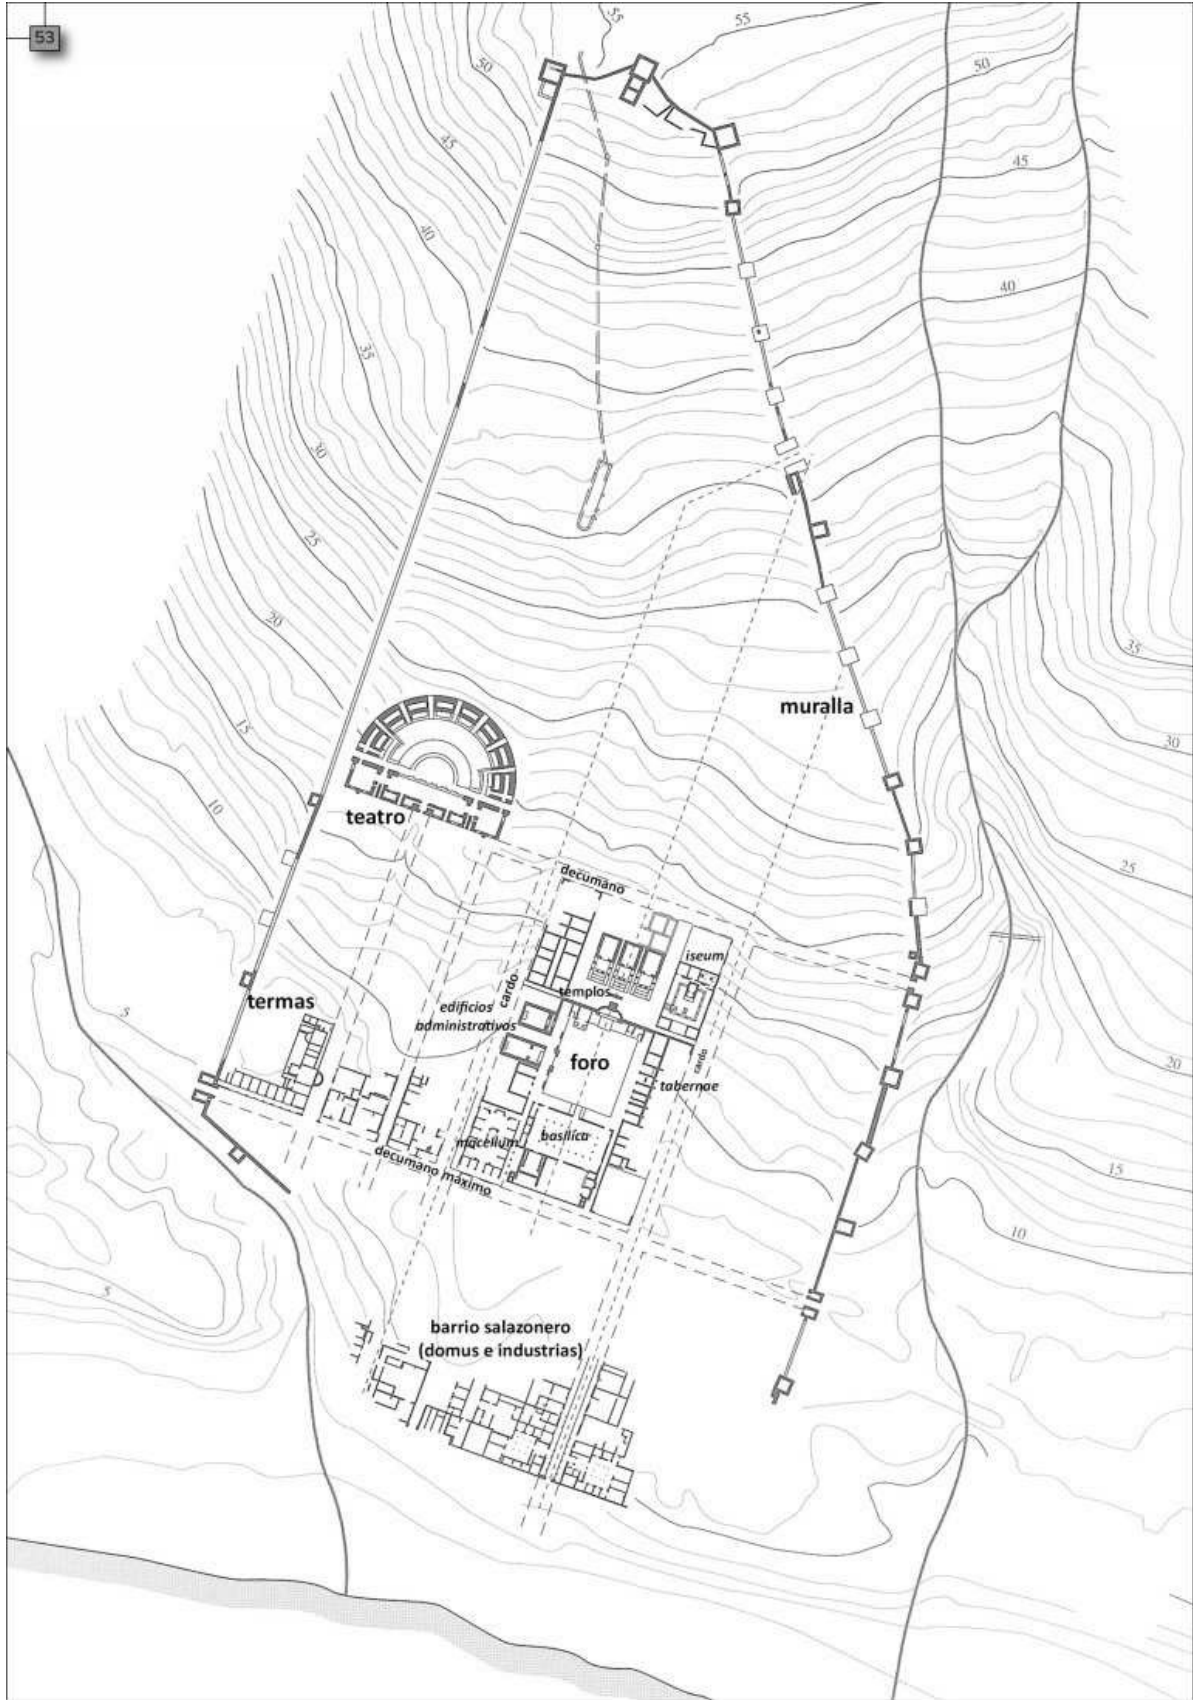 53
55
55
50
50
45
45
40
40
35
30
25
20
15
10
5
5
muralla
35
30
25
20
15
10
teatro
decumano
iseum
templos
cardo
termas
edificios
administrativos
foro
cardo
tabernae
macellum
basílica
decumano máximo
barrio salazonero
(domus e industrias)